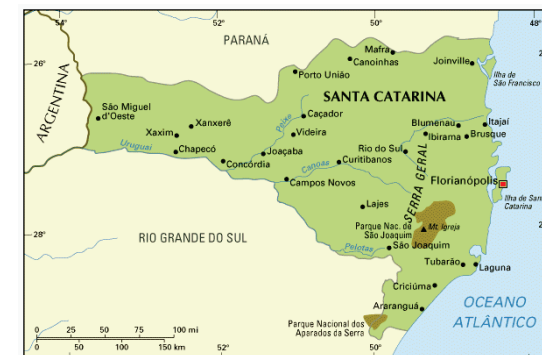 54°
52°
50°
48°
PARANÁ
Mafra
Canoinhas
Joinville
26°
Porto União
Ilha de
São Francisco
ARGENTINA
SANTA CATARINA
São Miguel
d'Oeste
Caçador
Peixe
Xanxerê
Blumenau
Itajaí
Xaxim
Videira
Ibirama
Brusque
Uruguai
Chapecó
Joaçaba
Rio do Sul
Concórdia
Canoas
Curitibanos
SERRA GERAL
Florianópolis
Campos Novos
Ilha de San
Catarina
Lajes
Parque Nac. de
São Joaquim
Mt. Igreja
28°
RIO GRANDE DO SUL
Pelotas
São Joaquim
Tubarão
Laguna
Criciúma
OCEANO
ATLÂNTICO
Araranguá
Parque Nacional dos
Aparados da Serra
0 25 50 75 100 mi
0 50 100 150 km
52°
50°